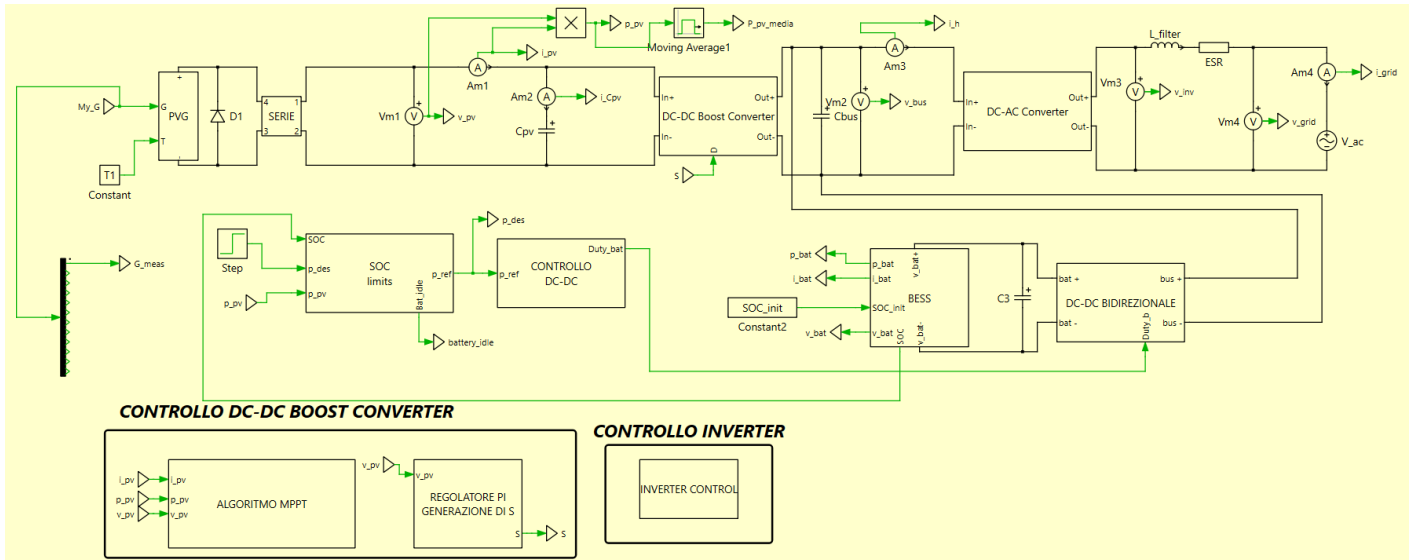 p_pv
P_pv_media
i_h
Moving Average1
i_pv
A
Am1
A
Am3
L_filter
ESR
My_G
G
T
+
PVG
-
D1
4
3
SERIE
1
2
+
V
Vm1
v_pv
Am2
A
i_Cpv
+
Cpv
In+
In-
DC-DC Boost Converter
Out+
Out-
D
S
+
Cbus
Vm2
+
V
v_bus
In+
In-
DC-AC Converter
Out+
Out-
Vm3
+
V
v_inv
Vm4
+
V
v_grid
Am4
A
i_grid
+
V_ac
T1
Constant
G_meas
Step
p_pv
SOC
p_des
p_pv
SOC
limits
p_ref
Bat_idle
p_des
battery_idle
p_ref
Duty_bat
CONTROLLO
DC-DC
p_bat
i_bat
SOC_init
Constant2
v_bat
p_bat
i_bat
SOC_init
v_bat
SOC
v_bat+
v_bat-
BESS
C3
+
bat +
bat -
DC-DC BIDIREZIONALE
bus +
bus -
Duty_b
CONTROLLO DC-DC BOOST CONVERTER
i_pv
p_pv
v_pv
i_pv
p_pv
v_pv
ALGORITMO MPPT
v_pv
v_pv
REGOLATORE PI
GENERAZIONE DI S
S
S
CONTROLLO INVERTER
INVERTER CONTROL